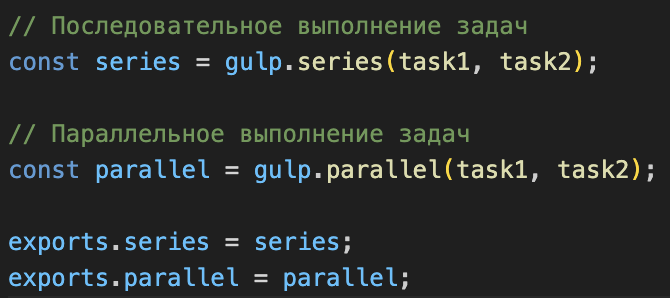 // Последовательное выполнение задач
const series = gulp.series(task1, task2);
// Параллельное выполнение задач
const parallel = gulp.parallel(task1, task2);
exports.series = series;
exports.parallel = parallel;